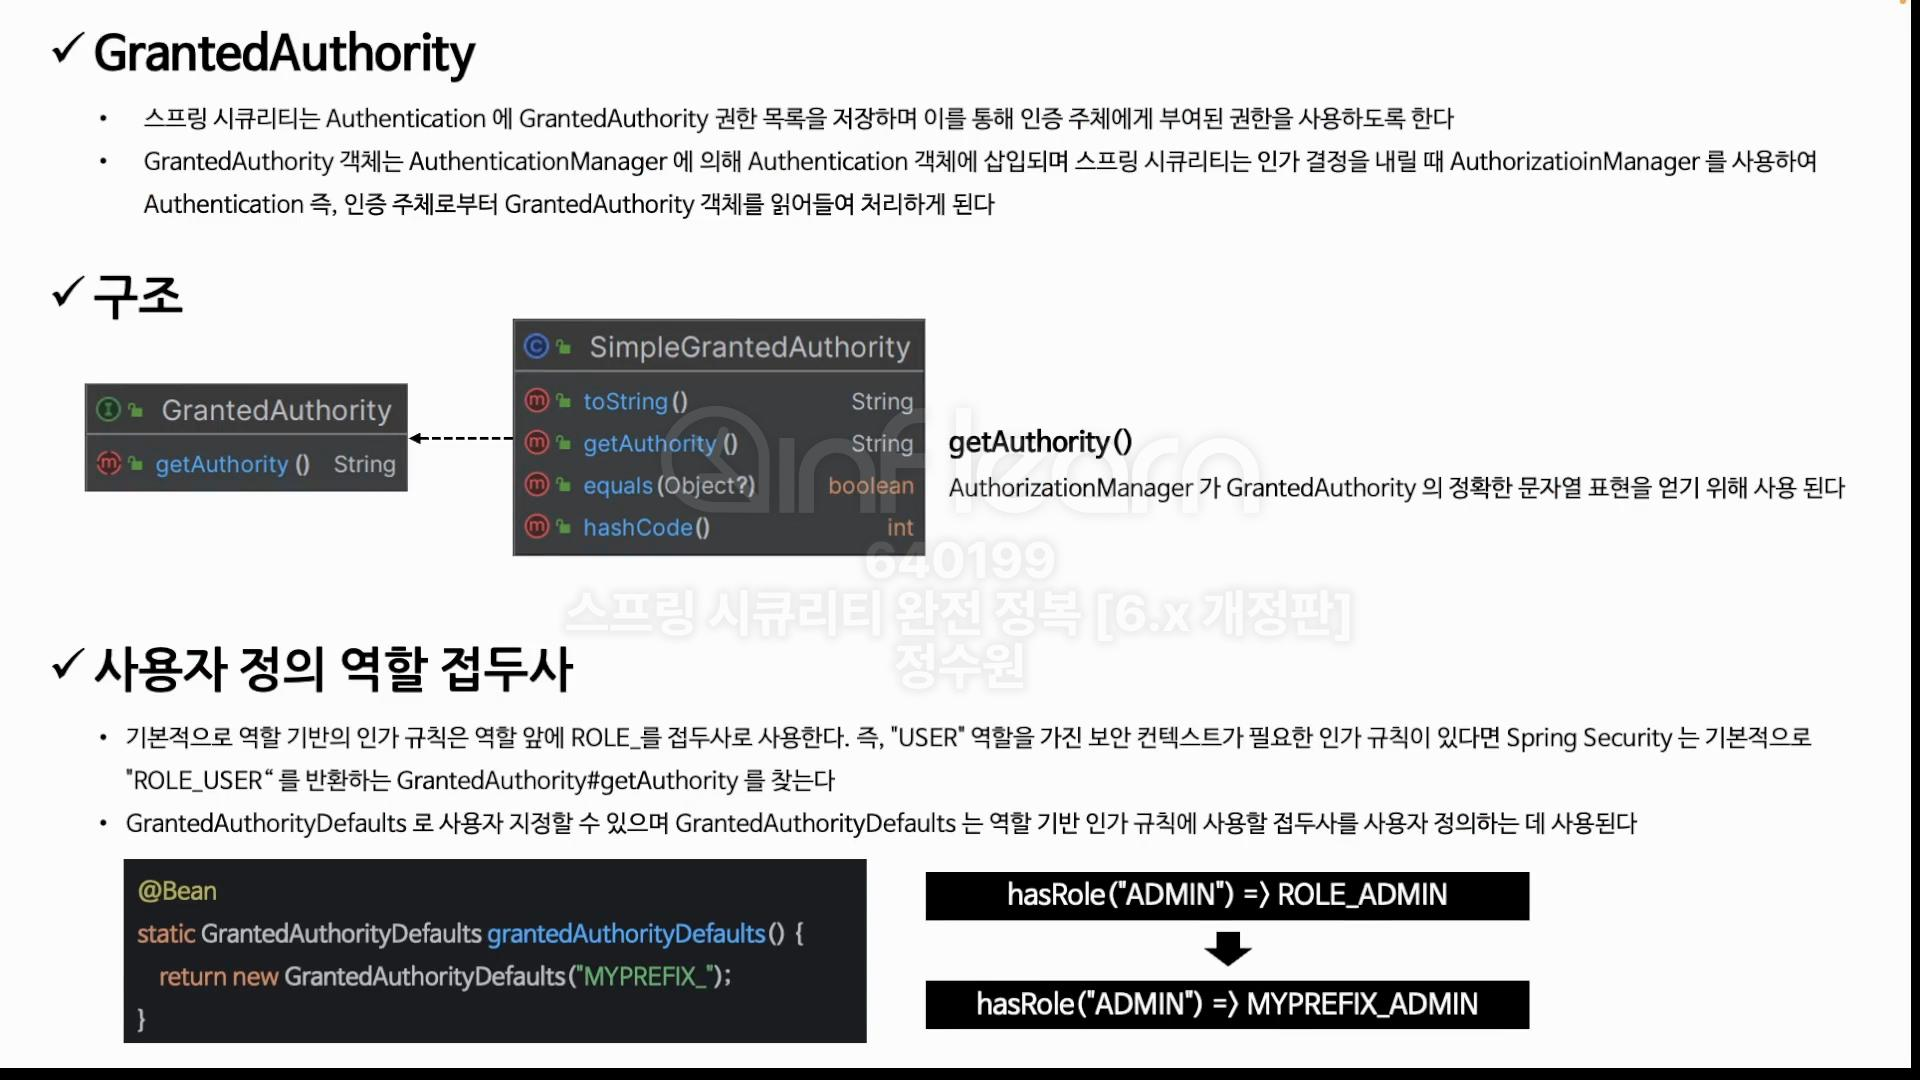 ✓ GrantedAuthority
• 스프링 시큐리티는 Authentication 에 GrantedAuthority 권한 목록을 저장하며 이를 통해 인증 주체에게 부여된 권한을 사용하도록 한다
• GrantedAuthority 객체는 AuthenticationManager 에 의해 Authentication 객체에 삽입되며 스프링 시큐리티는 인가 결정을 내릴 때 AuthorizatioinManager 를 사용하여
Authentication 즉, 인증 주체로부터 GrantedAuthority 객체를 읽어들여 처리하게 된다
✓ 구조
GrantedAuthority
getAuthority () String
SimpleGrantedAuthority
toString () String
getAuthority () String
equals (Object?) boolean
hashCode () int
getAuthority ()
AuthorizationManager 가 GrantedAuthority 의 정확한 문자열 표현을 얻기 위해 사용 된다
inflearn
640199
스프링 시큐리티 완전 정복 [6.x 개정판]
정수원
✓ 사용자 정의 역할 접두사
• 기본적으로 역할 기반의 인가 규칙은 역할 앞에 ROLE_를 접두사로 사용한다. 즉, "USER" 역할을 가진 보안 컨텍스트가 필요한 인가 규칙이 있다면 Spring Security 는 기본적으로
"ROLE_USER“ 를 반환하는 GrantedAuthority#getAuthority 를 찾는다
• GrantedAuthorityDefaults 로 사용자 지정할 수 있으며 GrantedAuthorityDefaults 는 역할 기반 인가 규칙에 사용할 접두사를 사용자 정의하는 데 사용된다
@Bean
static GrantedAuthorityDefaults grantedAuthorityDefaults() {
return new GrantedAuthorityDefaults("MYPREFIX_");
}
hasRole("ADMIN") => ROLE_ADMIN
hasRole("ADMIN") => MYPREFIX_ADMIN